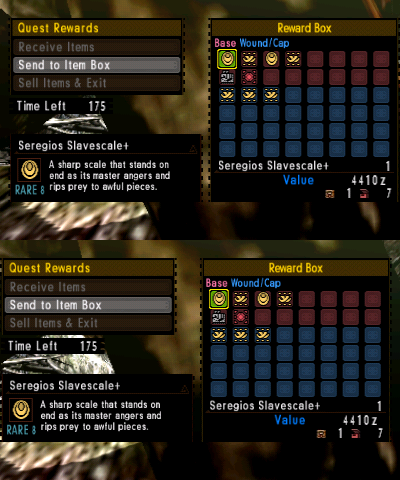 Quest Rewards
Receive Items
Send to Item Box
Sell Items & Exit
Time Left 175
Seregios Slavescale+
A sharp scale that stands on
end as its master angers and
rips prey to awful pieces.
RARE 8
Reward Box
Base Wound/Cap
Seregios Slavescale+ 1
Value 4410z
1 7
Quest Rewards
Receive Items
Send to Item Box
Sell Items & Exit
Time Left 175
Seregios Slavescale+
A sharp scale that stands on
end as its master angers and
rips prey to awful pieces.
RARE 8
Reward Box
Base Wound/Cap
Seregios Slavescale+ 1
Value 4410z
1 7